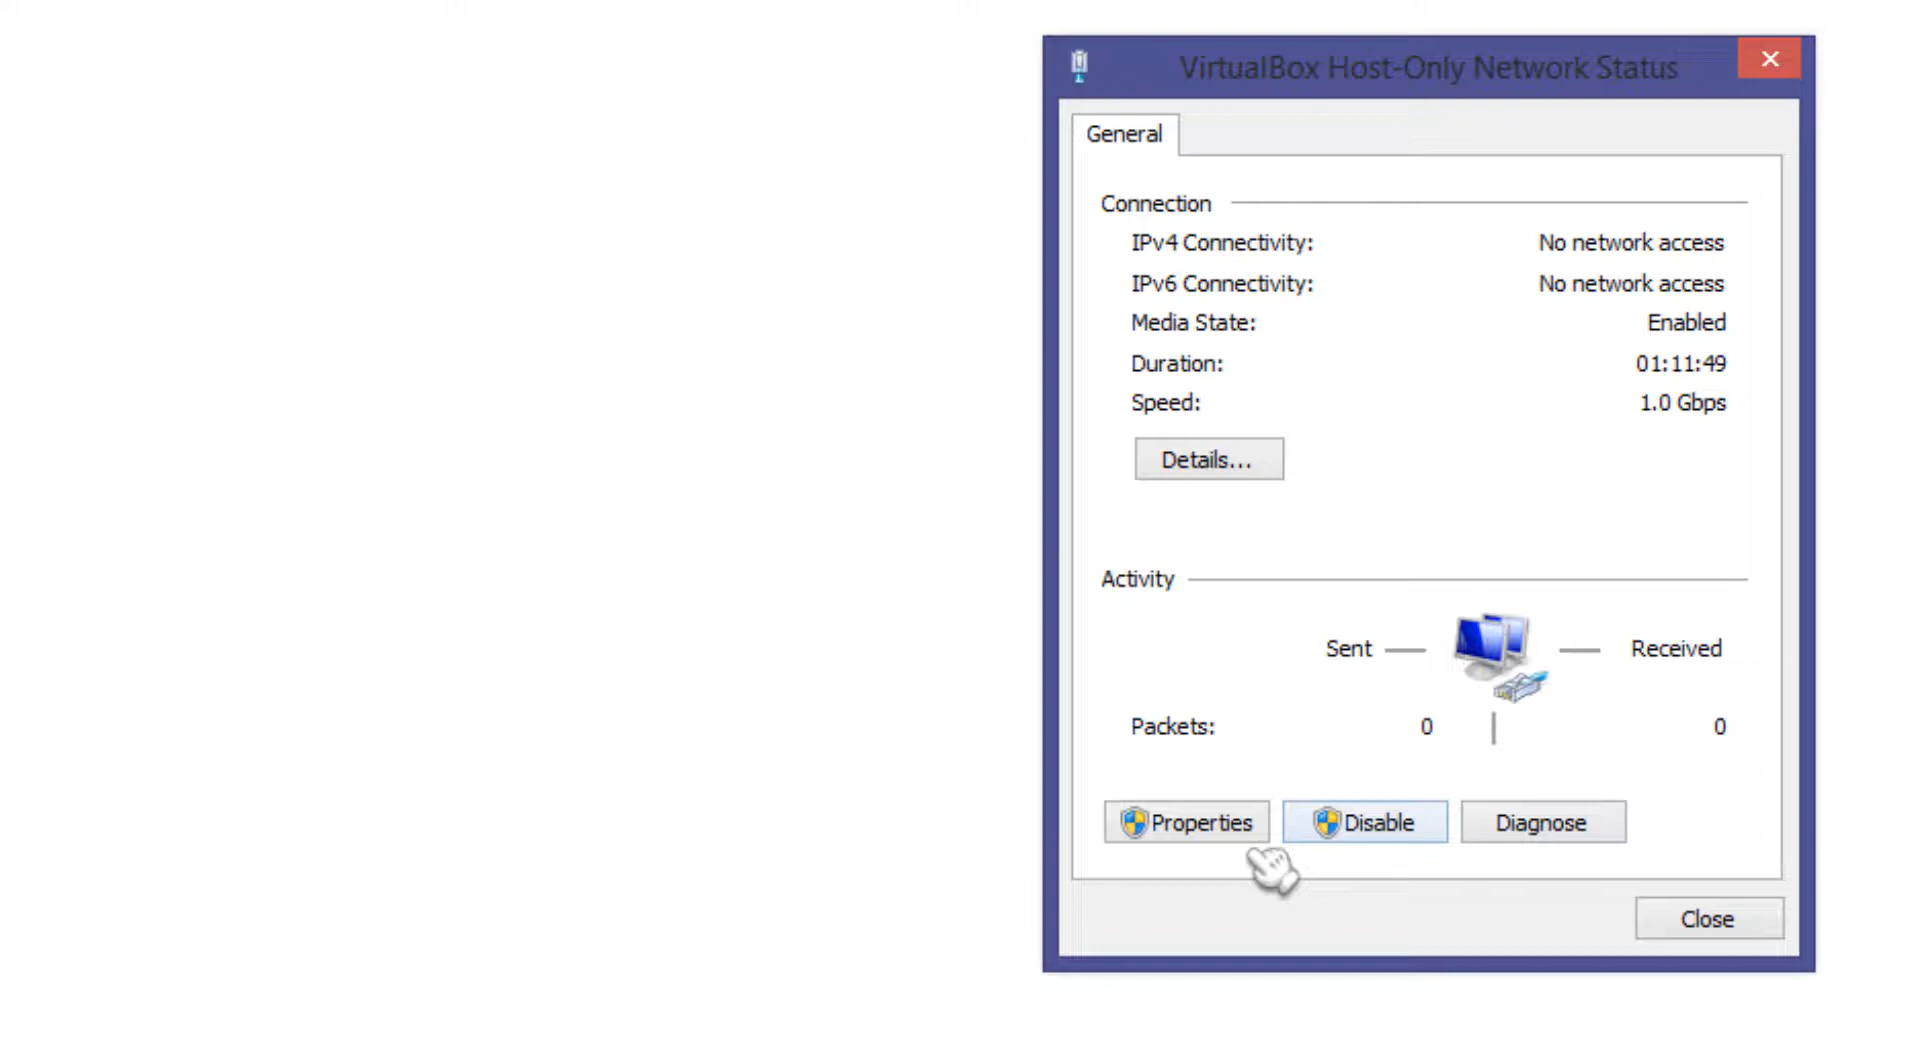 VirtualBox Host-Only Network Status
General
Connection
IPv4 Connectivity: No network access
IPv6 Connectivity: No network access
Media State: Enabled
Duration: 01:11:49
Speed: 1.0 Gbps
Details...
Activity
Sent Received
Packets: 0 0
Properties Disable Diagnose
Close